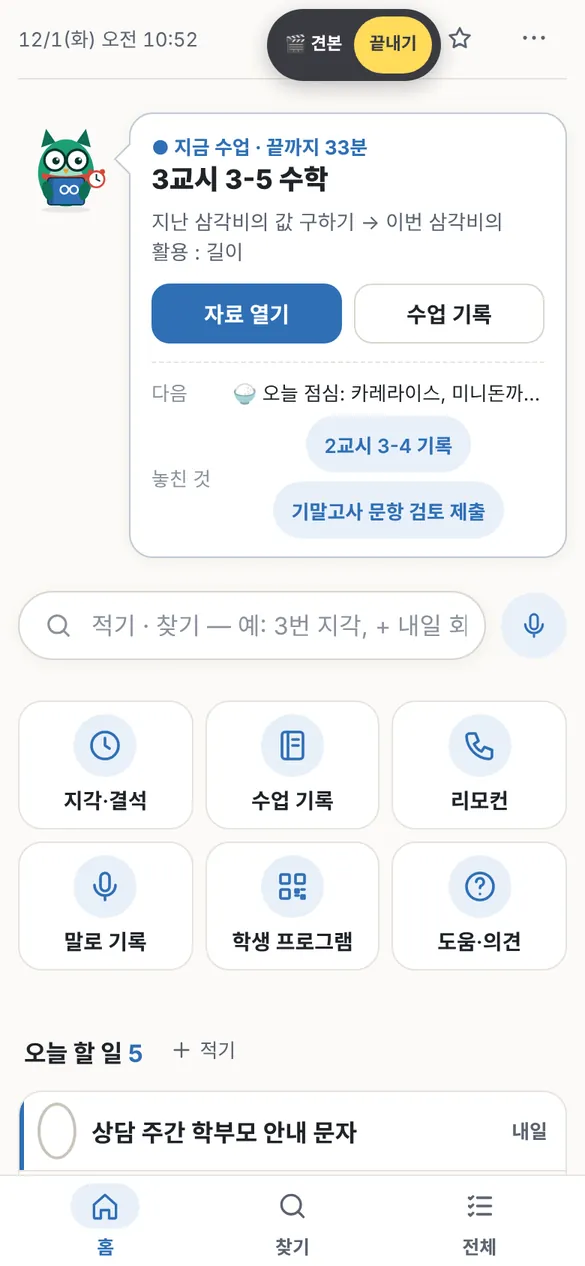 12/1(화) 오전 10:52
🎬 견본 끝내기
지금 수업 · 끝까지 33분
3교시 3-5 수학
지난 삼각비의 값 구하기 → 이번 삼각비의
활용 : 길이
자료 열기 수업 기록
다음 🍚 오늘 점심: 카레라이스, 미니돈까...
놓친 것
2교시 3-4 기록
기말고사 문항 검토 제출
적기 · 찾기 — 예: 3번 지각, + 내일 회
지각·결석 수업 기록 리모컨
말로 기록 학생 프로그램 도움·의견
오늘 할 일 5 + 적기
상담 주간 학부모 안내 문자 내일
홈 찾기 전체